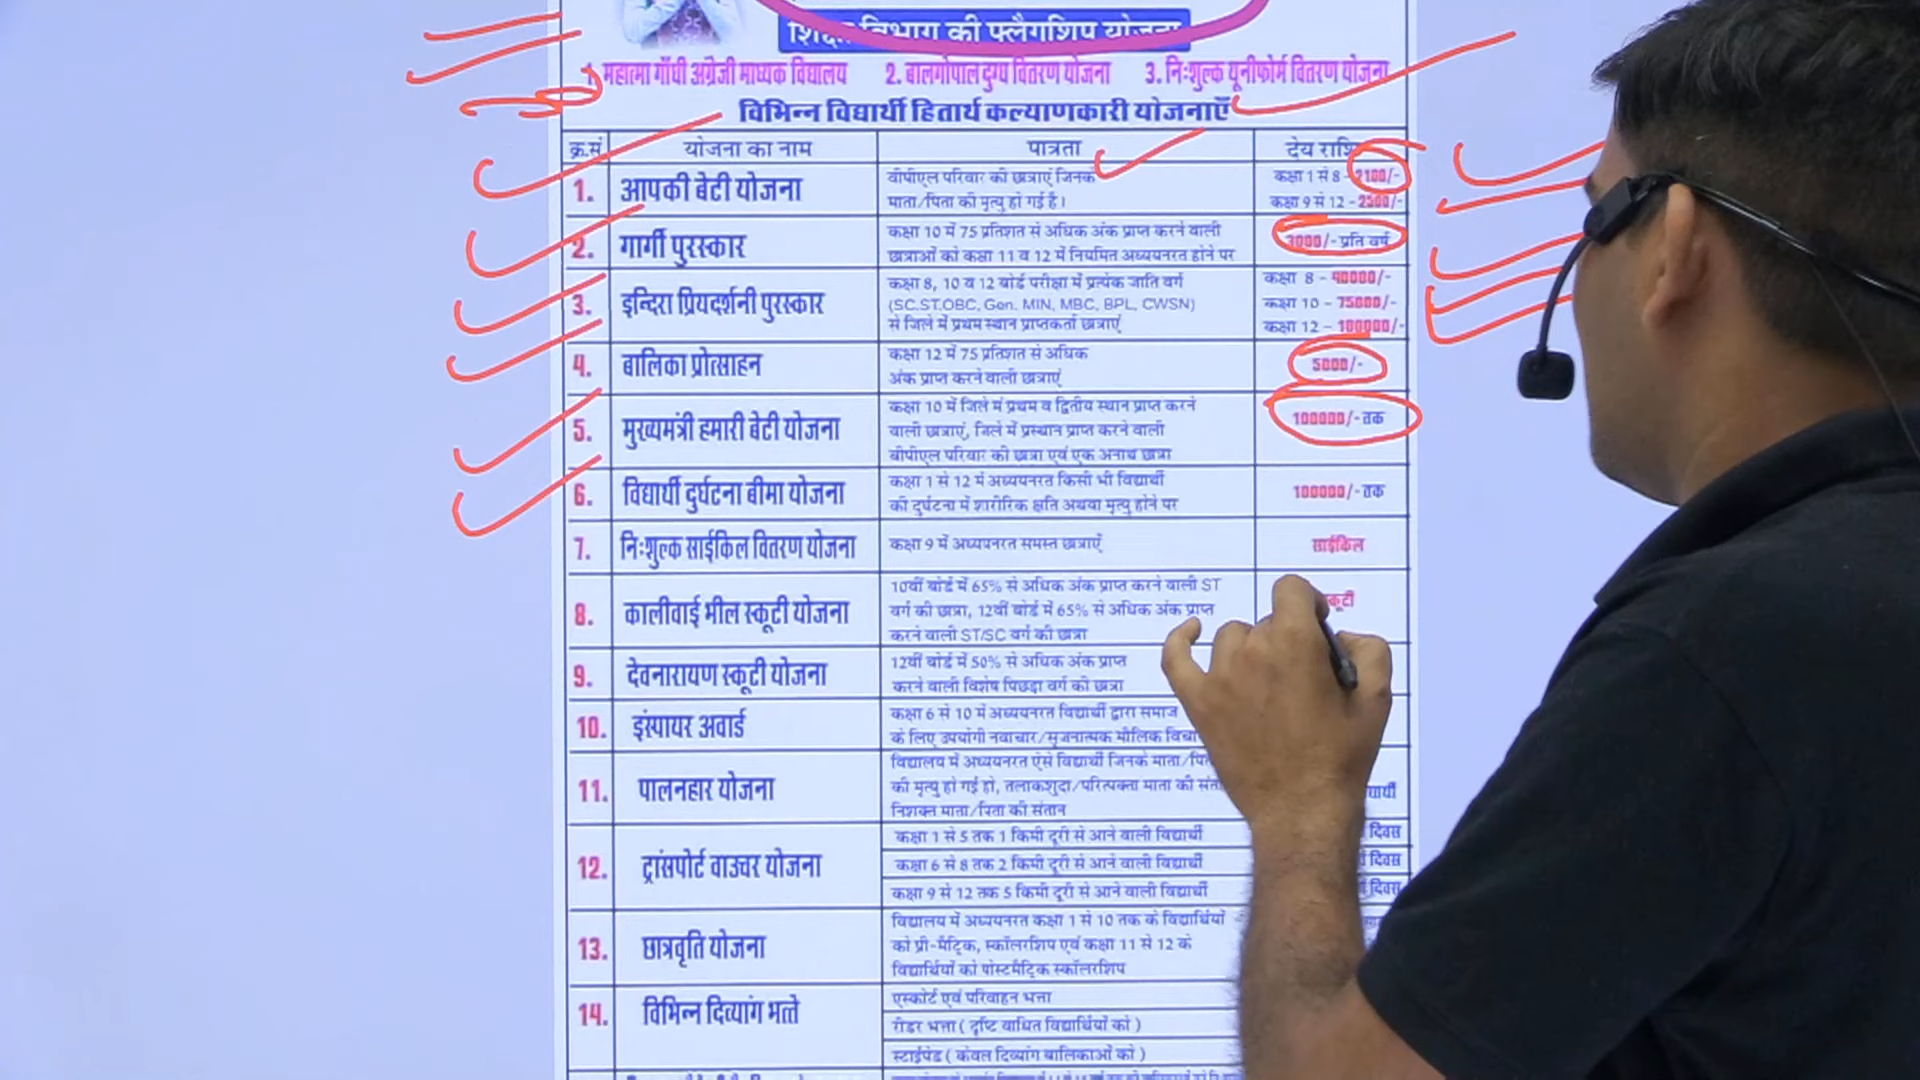 शिक्षा विभाग की फ्लैगशिप योजना
1. महात्मा गाँधी अंग्रेजी माध्यक विद्यालय 2. बालगोपाल दुग्ध वितरण योजना 3. निःशुल्क यूनीफोर्म वितरण योजना
विभिन्न विद्यार्थी हितार्थ कल्याणकारी योजनाएँ
क्र.सं योजना का नाम पात्रता देय राशि
1. आपकी बेटी योजना
बीपीएल परिवार की छात्राएं जिनके
माता/पिता की मृत्यु हो गई है।
कक्षा 1 से 8 - 2100/-
कक्षा 9 से 12 - 2500/-
2. गार्गी पुरस्कार
कक्षा 10 में 75 प्रतिशत से अधिक अंक प्राप्त करने वाली
छात्राओं को कक्षा 11 व 12 में नियमित अध्ययनरत होने पर
3000/- प्रति वर्ष
3. इन्दिरा प्रियदर्शनी पुरस्कार
कक्षा 8, 10 व 12 बोर्ड परीक्षा में प्रत्येक जाति वर्ग
(SC.ST.OBC, Gen. MIN, MBC, BPL, CWSN)
से जिले में प्रथम स्थान प्राप्तकर्ता छात्राएं
कक्षा 8 - 40000/-
कक्षा 10 - 75000/-
कक्षा 12 - 100000/-
4. बालिका प्रोत्साहन
कक्षा 12 में 75 प्रतिशत से अधिक
अंक प्राप्त करने वाली छात्राएं
5000/-
5. मुख्यमंत्री हमारी बेटी योजना
कक्षा 10 में जिले में प्रथम व द्वितीय स्थान प्राप्त करने
वाली छात्राएं, जिले में प्रस्थान प्राप्त करने वाली
बीपीएल परिवार की छात्रा एवं एक अनाथ छात्रा
100000/- तक
6. विद्यार्थी दुर्घटना बीमा योजना
कक्षा 1 से 12 में अध्ययनरत किसी भी विद्यार्थी
की दुर्घटना में शारीरिक क्षति अथवा मृत्यु होने पर
100000/- तक
7. निःशुल्क साईकिल वितरण योजना
कक्षा 9 में अध्ययनरत समस्त छात्राएँ
साईकिल
8. कालीबाई भील स्कूटी योजना
10वीं बोर्ड में 65% से अधिक अंक प्राप्त करने वाली ST
वर्ग की छात्रा, 12वीं बोर्ड में 65% से अधिक अंक प्राप्त
करने वाली ST/SC वर्ग की छात्रा
9. देवनारायण स्कूटी योजना
12वीं बोर्ड में 50% से अधिक अंक प्राप्त
करने वाली विशेष पिछड़ा वर्ग की छात्रा
10. इंस्पायर अवार्ड
कक्षा 6 से 10 में अध्ययनरत विद्यार्थी द्वारा समाज
के लिए उपयोगी नवाचार/सृजनात्मक मौलिक
11. पालनहार योजना
विद्यालय में अध्ययनरत ऐसे विद्यार्थी जिनके माता/
की मृत्यु हो गई हो, तलाकशुदा/परित्यक्ता माता की
निशक्त माता/पिता की संतान
12. ट्रांसपोर्ट वाउचर योजना
कक्षा 1 से 5 तक 1 किमी दूरी से आने वाली विद्यार्थी
दिवस
कक्षा 6 से 8 तक 2 किमी दूरी से आने वाली विद्यार्थी
दिवस
कक्षा 9 से 12 तक 5 किमी दूरी से आने वाली विद्यार्थी
दिवस
13. छात्रवृति योजना
विद्यालय में अध्ययनरत कक्षा 1 से 10 तक के विद्यार्थियों
को प्री-मैट्रिक, स्कॉलरशिप एवं कक्षा 11 से 12 के
विद्यार्थियों को पोस्टमैट्रिक स्कॉलरशिप
14. विभिन्न दिव्यांग भत्ते
एस्कोर्ट एवं परिवाहन भत्ता
रीडर भत्ता ( दृष्टि बाधित विद्यार्थियों को )
स्टाईपेंड ( केवल दिव्यांग बालिकाओं को )